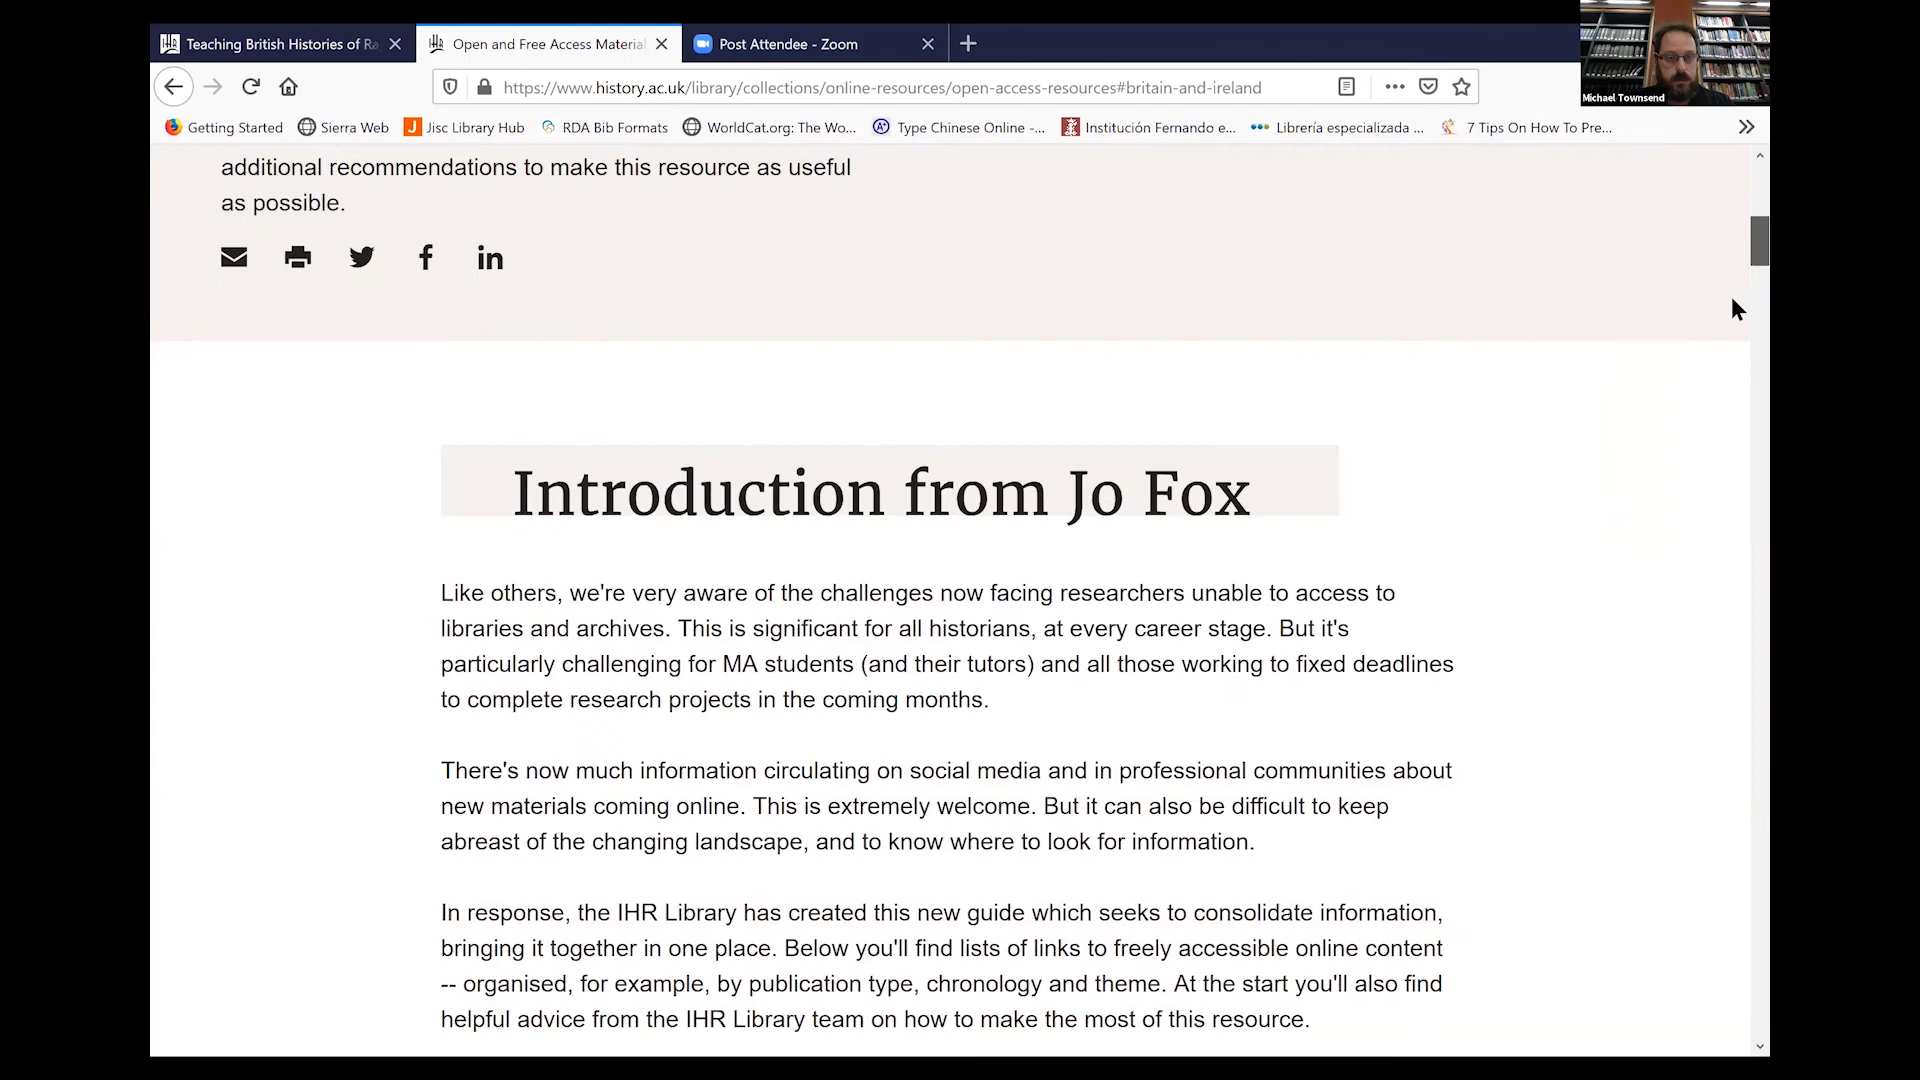 Teaching British Histories of Ra
Open and Free Access Material
Post Attendee - Zoom
https://www.history.ac.uk/library/collections/online-resources/open-access-resources#britain-and-ireland
Michael Townsend
Getting Started
Sierra Web
Jisc Library Hub
RDA Bib Formats
WorldCat.org: The Wo...
Type Chinese Online -...
Institución Fernando e...
Librería especializada ...
7 Tips On How To Pre...
additional recommendations to make this resource as useful
as possible.
Introduction from Jo Fox
Like others, we're very aware of the challenges now facing researchers unable to access to
libraries and archives. This is significant for all historians, at every career stage. But it's
particularly challenging for MA students (and their tutors) and all those working to fixed deadlines
to complete research projects in the coming months.
There's now much information circulating on social media and in professional communities about
new materials coming online. This is extremely welcome. But it can also be difficult to keep
abreast of the changing landscape, and to know where to look for information.
In response, the IHR Library has created this new guide which seeks to consolidate information,
bringing it together in one place. Below you'll find lists of links to freely accessible online content
-- organised, for example, by publication type, chronology and theme. At the start you'll also find
helpful advice from the IHR Library team on how to make the most of this resource.